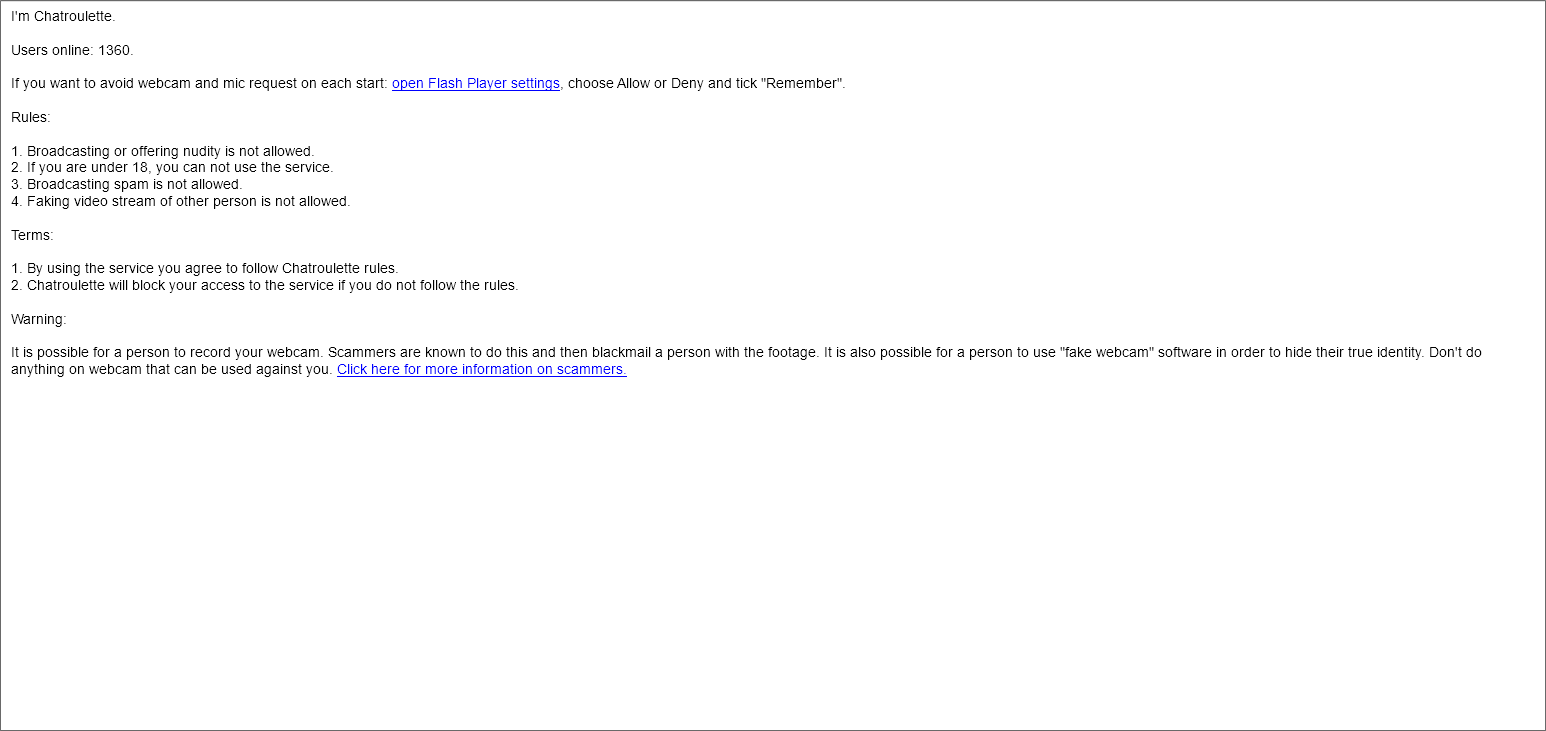 I'm Chatroulette.
Users online: 1360.
If you want to avoid webcam and mic request on each start: open Flash Player settings, choose Allow or Deny and tick "Remember".
Rules:
1. Broadcasting or offering nudity is not allowed.
2. If you are under 18, you can not use the service.
3. Broadcasting spam is not allowed.
4. Faking video stream of other person is not allowed.
Terms:
1. By using the service you agree to follow Chatroulette rules.
2. Chatroulette will block your access to the service if you do not follow the rules.
Warning:
It is possible for a person to record your webcam. Scammers are known to do this and then blackmail a person with the footage. It is also possible for a person to use "fake webcam" software in order to hide their true identity. Don't do
anything on webcam that can be used against you. Click here for more information on scammers.